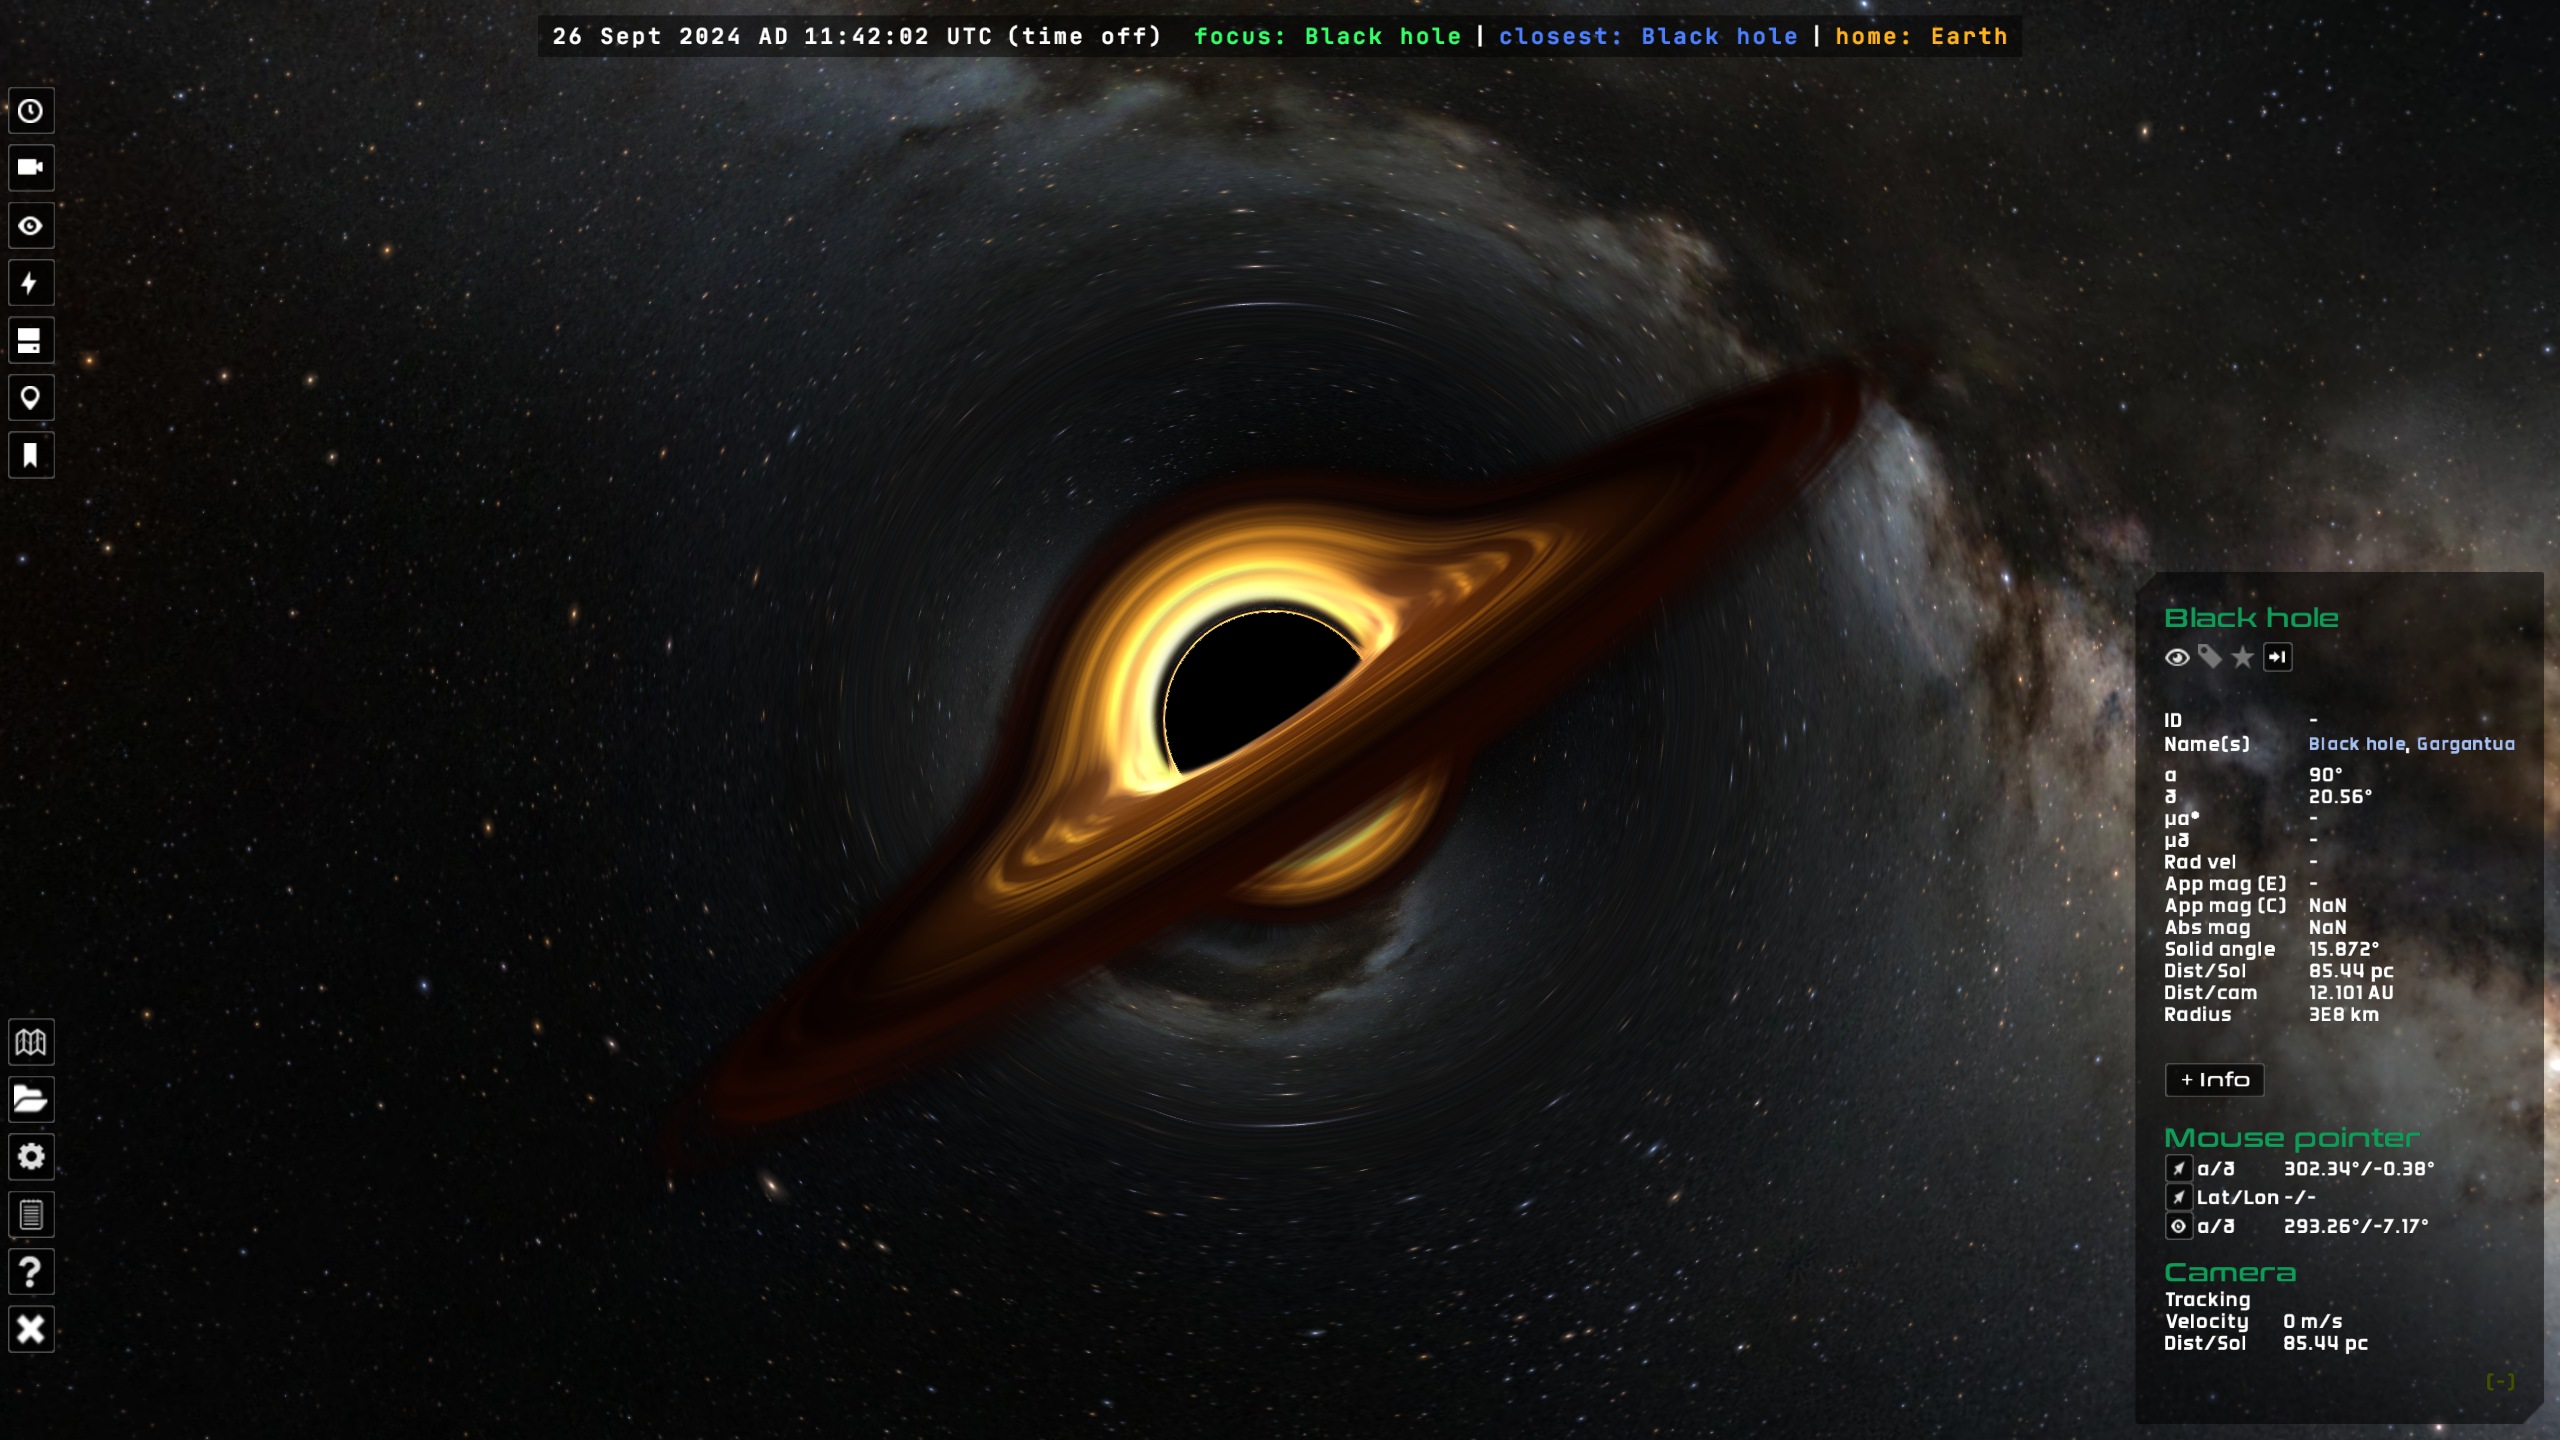 26 Sept 2024 AD 11:42:02 UTC (time off) focus: Black hole | closest: Black hole | home: Earth
Black hole
ID -
Name(s) Black hole, Gargantua
α 90°
δ 20.56°
μα* -
μδ -
Rad vel -
App mag (E) -
App mag (C) NaN
Abs mag NaN
Solid angle 15.872°
Dist/Sol 85.44 pc
Dist/cam 12.101 AU
Radius 3E8 km
+ Info
Mouse pointer
α/δ 302.34°/-0.38°
Lat/Lon -/-
α/δ 293.26°/-7.17°
Camera
Tracking
Velocity 0 m/s
Dist/Sol 85.44 pc
(-)